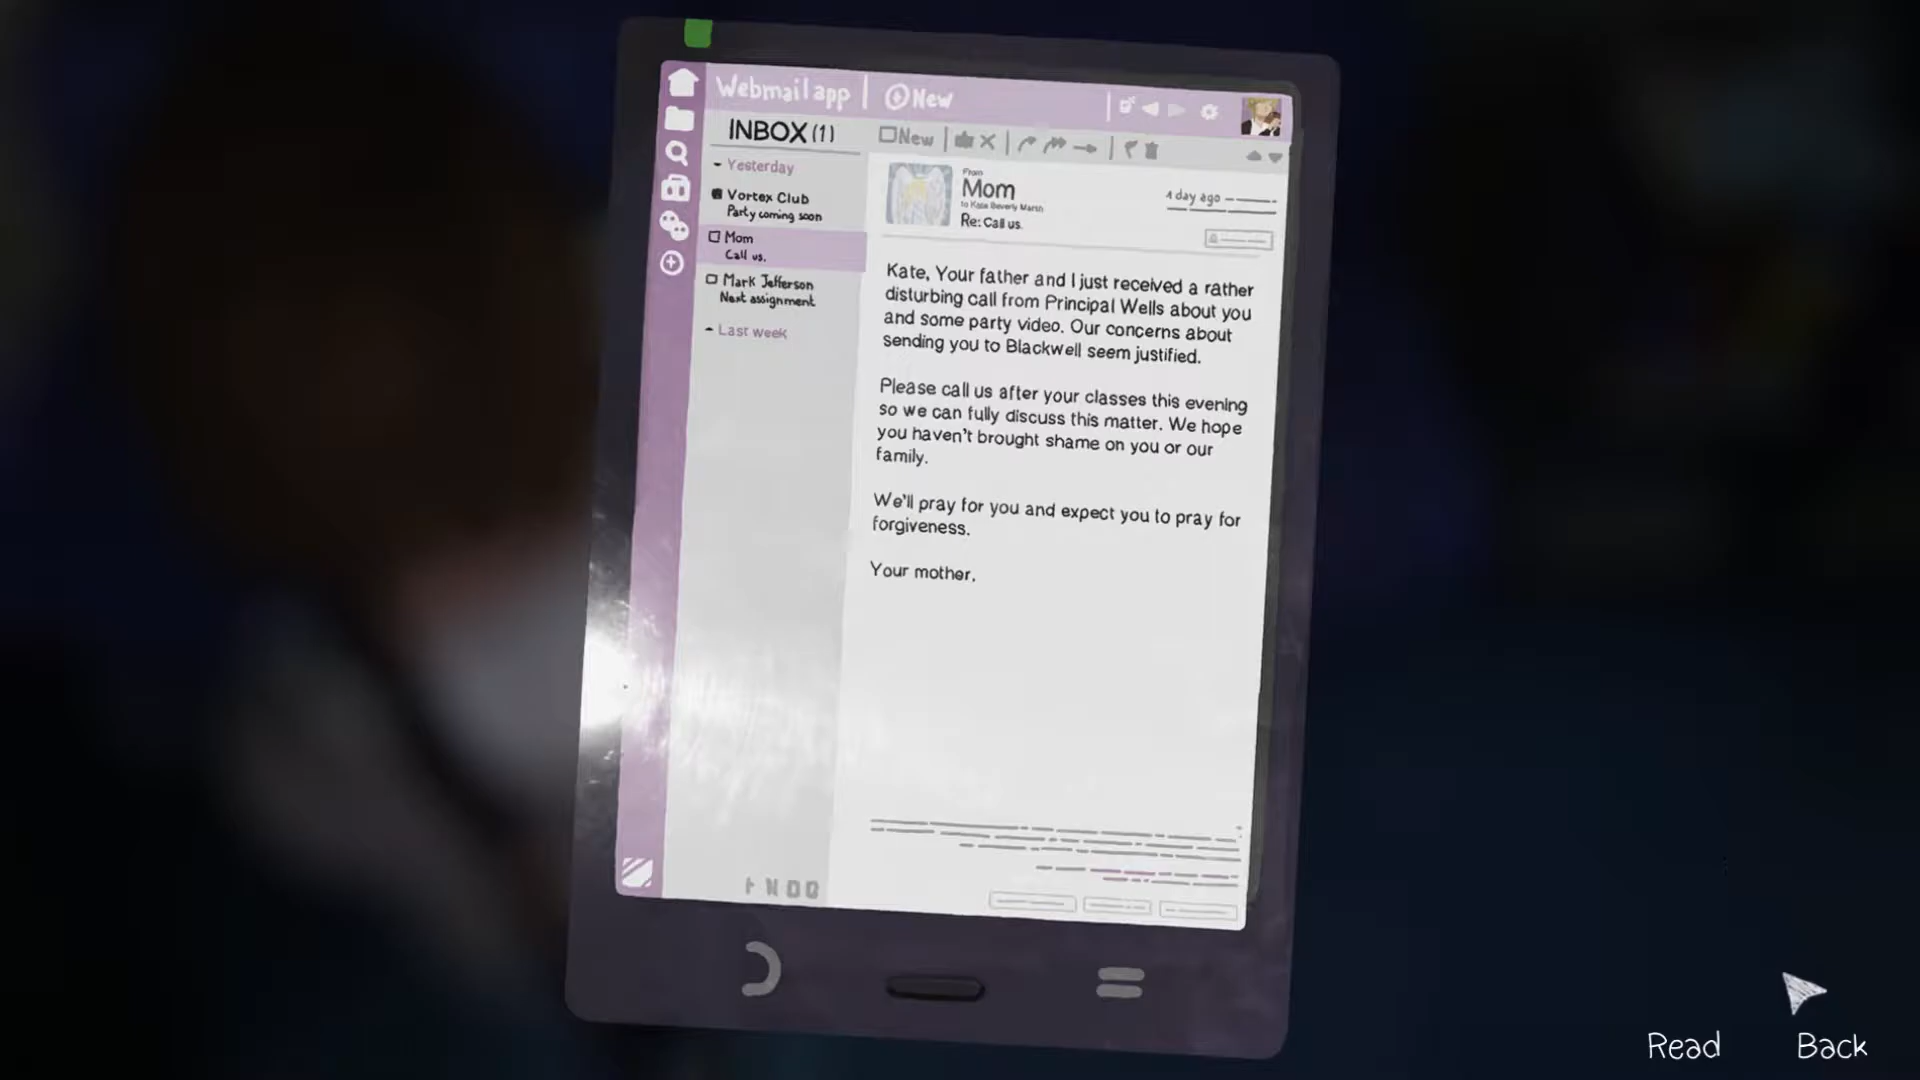 Webmail app | New
INBOX (1)
New
Yesterday
Vortex Club
Party coming soon
Mom
Call us.
Mark Jefferson
Next assignment
Last week
From
Mom
to Kate Beverly Marsh
Re: Call us.
1 day ago
Kate, Your father and I just received a rather
disturbing call from Principal Wells about you
and some party video. Our concerns about
sending you to Blackwell seem justified.
Please call us after your classes this evening
so we can fully discuss this matter. We hope
you haven't brought shame on you or our
family.
We'll pray for you and expect you to pray for
forgiveness.
Your mother.
Read
Back